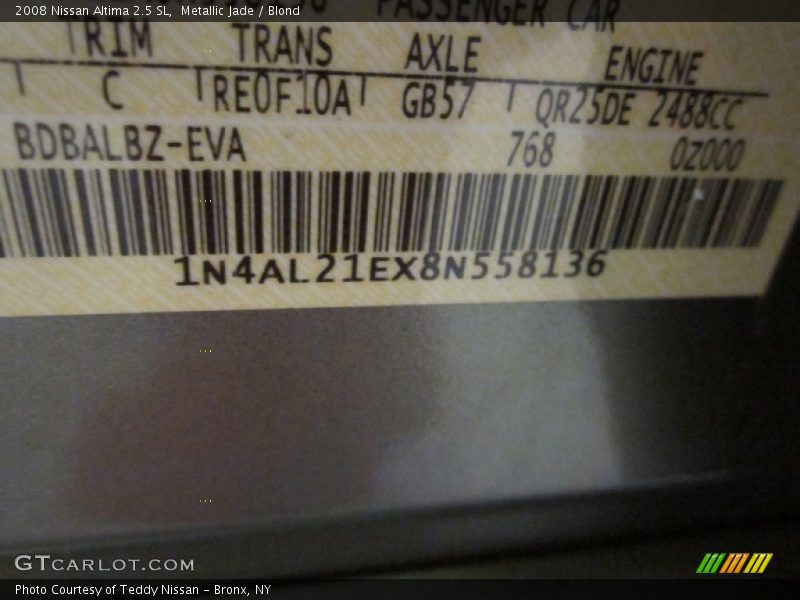 2008 Nissan Altima 2.5 SL, Metallic Jade / Blond
PASSENGER CAR
TRIM TRANS AXLE ENGINE
C RE0F10A GB57 QR25DE 2488CC
BDBALBZ-EVA 768 0Z000
1N4AL21EX8N558136
GTCARLOT.COM
Photo Courtesy of Teddy Nissan - Bronx, NY